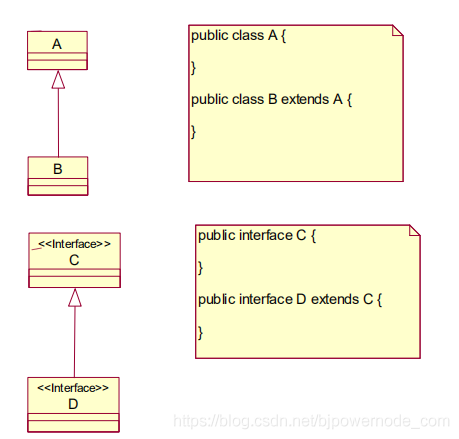 A
public class A {
}
public class B extends A {
}
B
<<Interface>>
C
public interface C {
}
public interface D extends C {
}
<<Interface>>
D
https://blog.csdn.net/bjpowernode_com